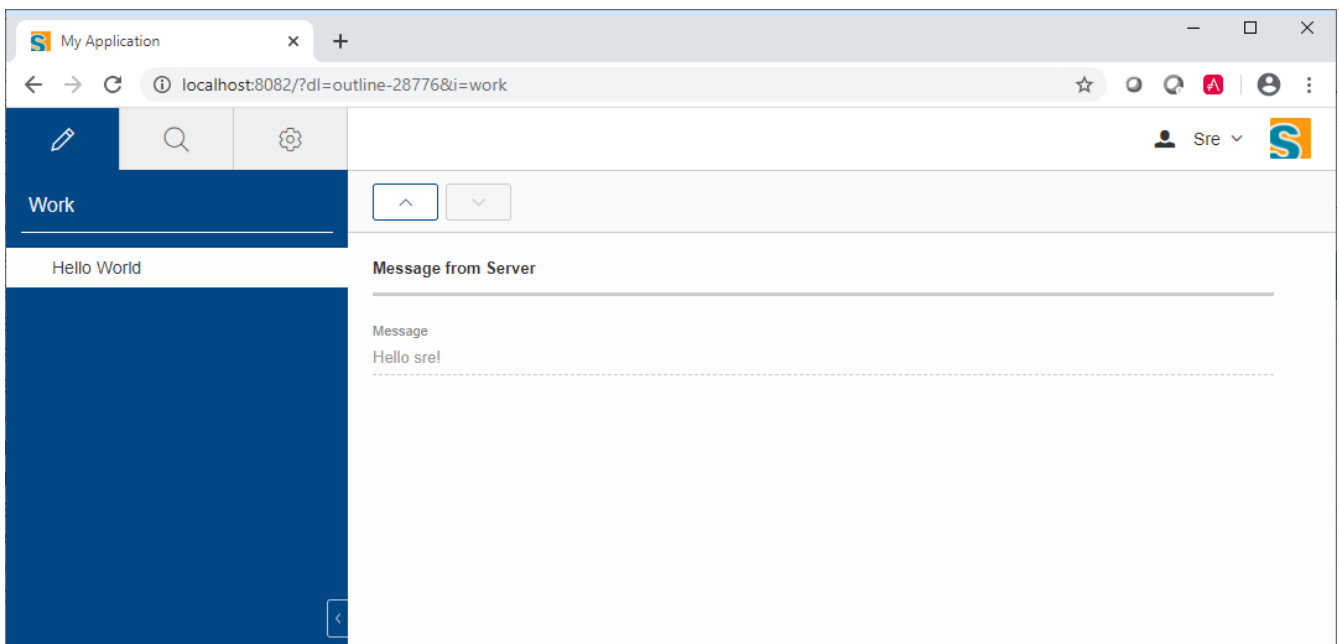 My Application
localhost:8082/?dl=outline-28776&i=work
Sre
Work
Hello World
Message from Server
Message
Hello sre!